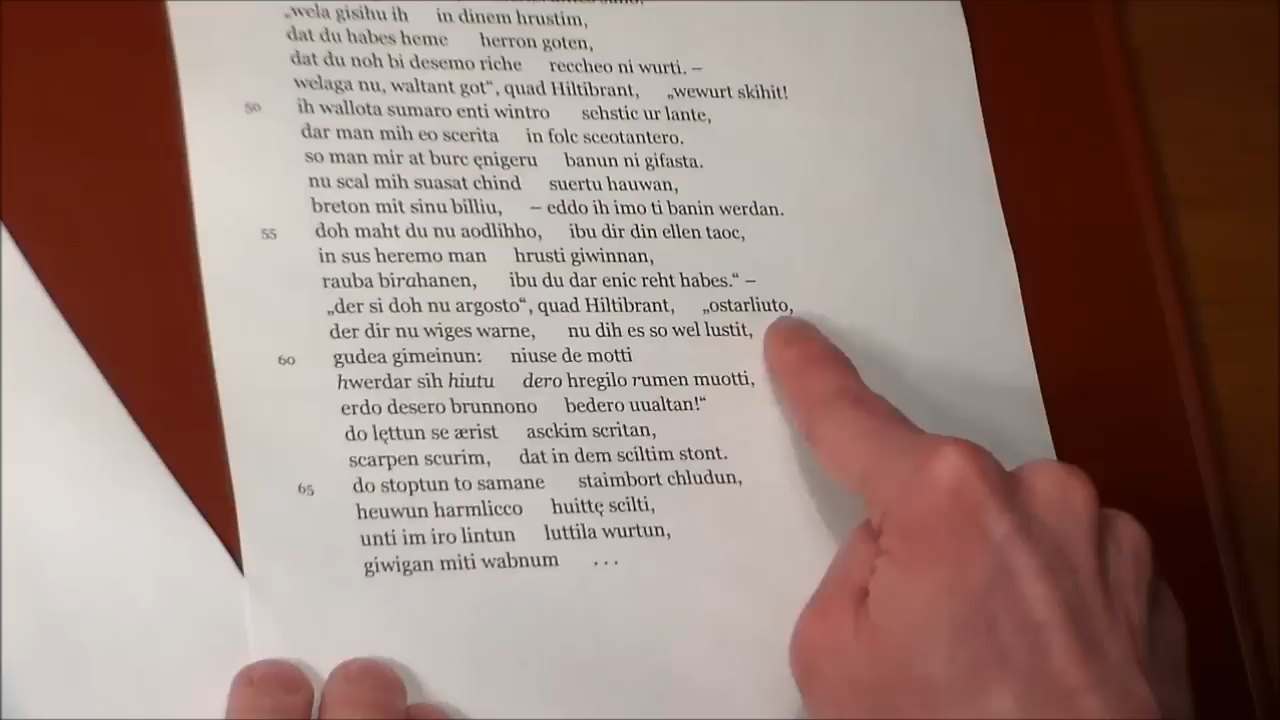 „wela gisihu ih in dinem hrustim,
dat du habes heme herron goten,
dat du noh bi desemo riche reccheo ni wurti. –
welaga nu, waltant got“, quad Hiltibrant, „wewurt skihit!
50 ih wallota sumaro enti wintro sehstic ur lante,
dar man mih eo scerita in folc sceotantero.
so man mir at burc ęnigeru banun ni gifasta.
nu scal mih suasat chind suertu hauwan,
breton mit sinu billiu, – eddo ih imo ti banin werdan.
55 doh maht du nu aodlihho, ibu dir din ellen taoc,
in sus heremo man hrusti giwinnan,
rauba birahanen, ibu du dar enic reht habes.“ –
„der si doh nu argosto“, quad Hiltibrant, „ostarliuto,
der dir nu wiges warne, nu dih es so wel lustit,
60 gudea gimeinun: niuse de motti
hwerdar sih hiutu dero hregilo rumen muotti,
erdo desero brunnono bedero uualtan!“
do lęttun se ærist asckim scritan,
scarpen scurim, dat in dem sciltim stont.
65 do stoptun to samane staimbort chludun,
heuwun harmlicco huittę scilti,
unti im iro lintun luttila wurtun,
giwigan miti wabnum ...